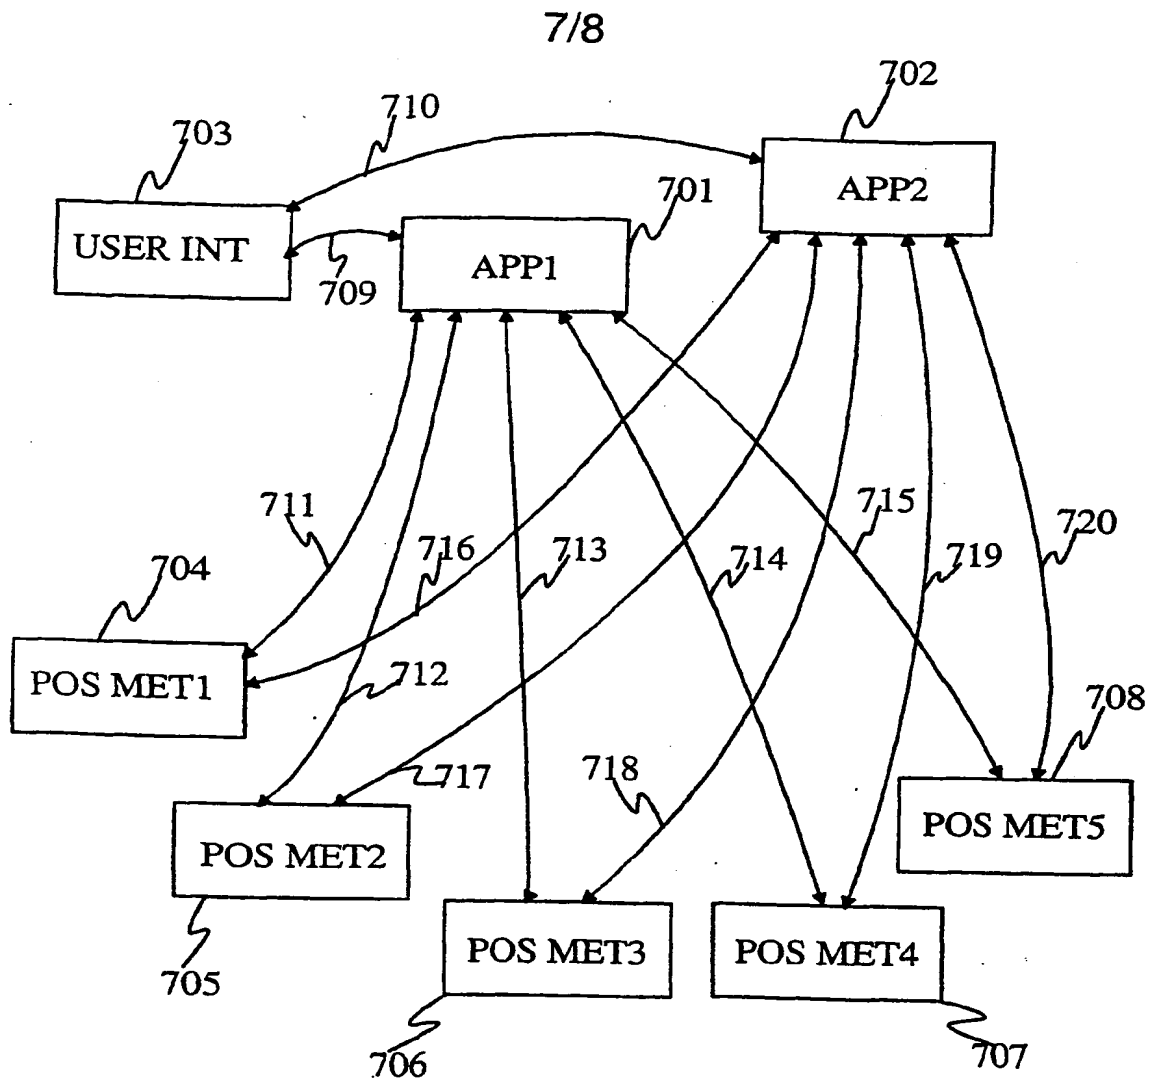 7/8
702
710
703
701
APP2
USER INT
APP1
709
711
715
720
716
713
714
719
704
POS MET1
712
708
717
718
POS MET5
POS MET2
POS MET3
POS MET4
705
706
707